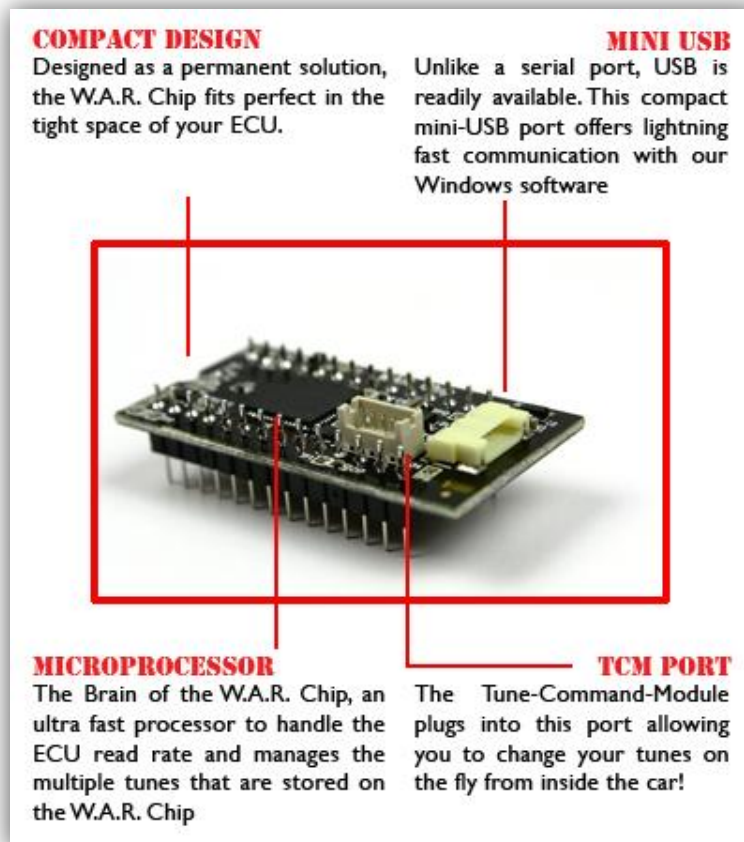 COMPACT DESIGN
Designed as a permanent solution,
the W.A.R. Chip fits perfect in the
tight space of your ECU.
MINI USB
Unlike a serial port, USB is
readily available. This compact
mini-USB port offers lightning
fast communication with our
Windows software
MICROPROCESSOR
The Brain of the W.A.R. Chip, an
ultra fast processor to handle the
ECU read rate and manages the
multiple tunes that are stored on
the W.A.R. Chip
TCM PORT
The Tune-Command-Module
plugs into this port allowing
you to change your tunes on
the fly from inside the car!